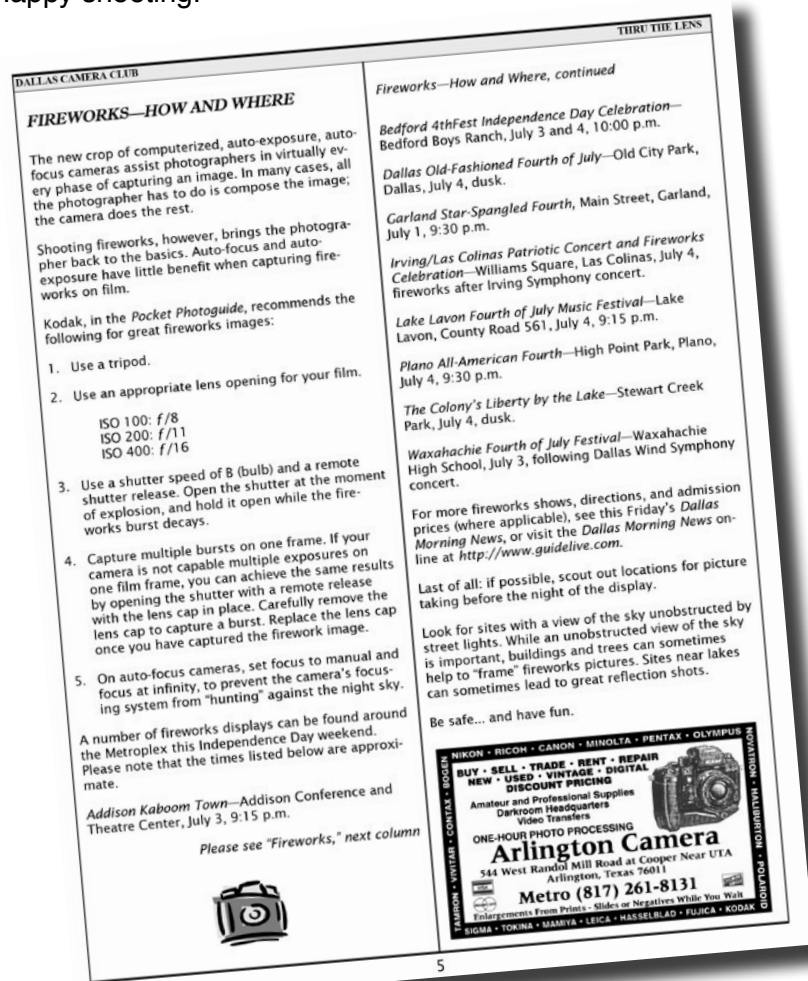 happy shooting!
DALLAS CAMERA CLUB
THRU THE LENS
FIREWORKS—HOW AND WHERE
The new crop of computerized, auto-exposure, auto-
focus cameras assist photographers in virtually ev-
ery phase of capturing an image. In many cases, all
the photographer has to do is compose the image;
the camera does the rest.
Shooting fireworks, however, brings the photogra-
pher back to the basics. Auto-focus and auto-
exposure have little benefit when capturing fire-
works on film.
Kodak, in the Pocket Photoguide, recommends the
following for great fireworks images:
1. Use a tripod.
2. Use an appropriate lens opening for your film.
ISO 100: f/8
ISO 200: f/11
ISO 400: f/16
3. Use a shutter speed of B (bulb) and a remote
shutter release. Open the shutter at the moment
of explosion, and hold it open while the fire-
works burst decays.
4. Capture multiple bursts on one frame. If your
camera is not capable multiple exposures on
one film frame, you can achieve the same results
by opening the shutter with a remote release
with the lens cap in place. Carefully remove the
lens cap to capture a burst. Replace the lens cap
once you have captured the firework image.
5. On auto-focus cameras, set focus to manual and
focus at infinity, to prevent the camera's focus-
ing system from "hunting" against the night sky.
A number of fireworks displays can be found around
the Metroplex this Independence Day weekend.
Please note that the times listed below are approxi-
mate.
Addison Kaboom Town—Addison Conference and
Theatre Center, July 3, 9:15 p.m.
Please see "Fireworks," next column
Fireworks—How and Where, continued
Bedford 4thFest Independence Day Celebration—
Bedford Boys Ranch, July 3 and 4, 10:00 p.m.
Dallas Old-Fashioned Fourth of July—Old City Park,
Dallas, July 4, dusk.
Garland Star-Spangled Fourth, Main Street, Garland,
July 1, 9:30 p.m.
Irving/Las Colinas Patriotic Concert and Fireworks
Celebration—Williams Square, Las Colinas, July 4,
fireworks after Irving Symphony concert.
Lake Lavon Fourth of July Music Festival—Lake
Lavon, County Road 561, July 4, 9:15 p.m.
Plano All-American Fourth—High Point Park, Plano,
July 4, 9:30 p.m.
The Colony's Liberty by the Lake—Stewart Creek
Park, July 4, dusk.
Waxahachie Fourth of July Festival—Waxahachie
High School, July 3, following Dallas Wind Symphony
concert.
For more fireworks shows, directions, and admission
prices (where applicable), see this Friday's Dallas
Morning News, or visit the Dallas Morning News on-
line at http://www.guidelive.com.
Last of all: if possible, scout out locations for picture
taking before the night of the display.
Look for sites with a view of the sky unobstructed by
street lights. While an unobstructed view of the sky
is important, buildings and trees can sometimes
help to "frame" fireworks pictures. Sites near lakes
can sometimes lead to great reflection shots.
Be safe... and have fun.
NIKON • RICOH • CANON • MINOLTA • PENTAX • OLYMPUS
NOVATRON • HALIBURTON • POLAROID
TAMRON • VIVITAR • CONTAX • BOGEN
BUY • SELL • TRADE • RENT • REPAIR
NEW • USED • VINTAGE • DIGITAL
DISCOUNT PRICING
Amateur and Professional Supplies
Darkroom Headquarters
Video Transfers
ONE-HOUR PHOTO PROCESSING
Arlington Camera
544 West Randol Mill Road at Cooper Near UTA
Arlington, Texas 76011
Metro (817) 261-8131
Enlargements From Prints - Slides or Negatives While You Wait
SIGMA • TOKINA • MAMIYA • LEICA • HASSELBLAD • FUJICA • KODAK
5